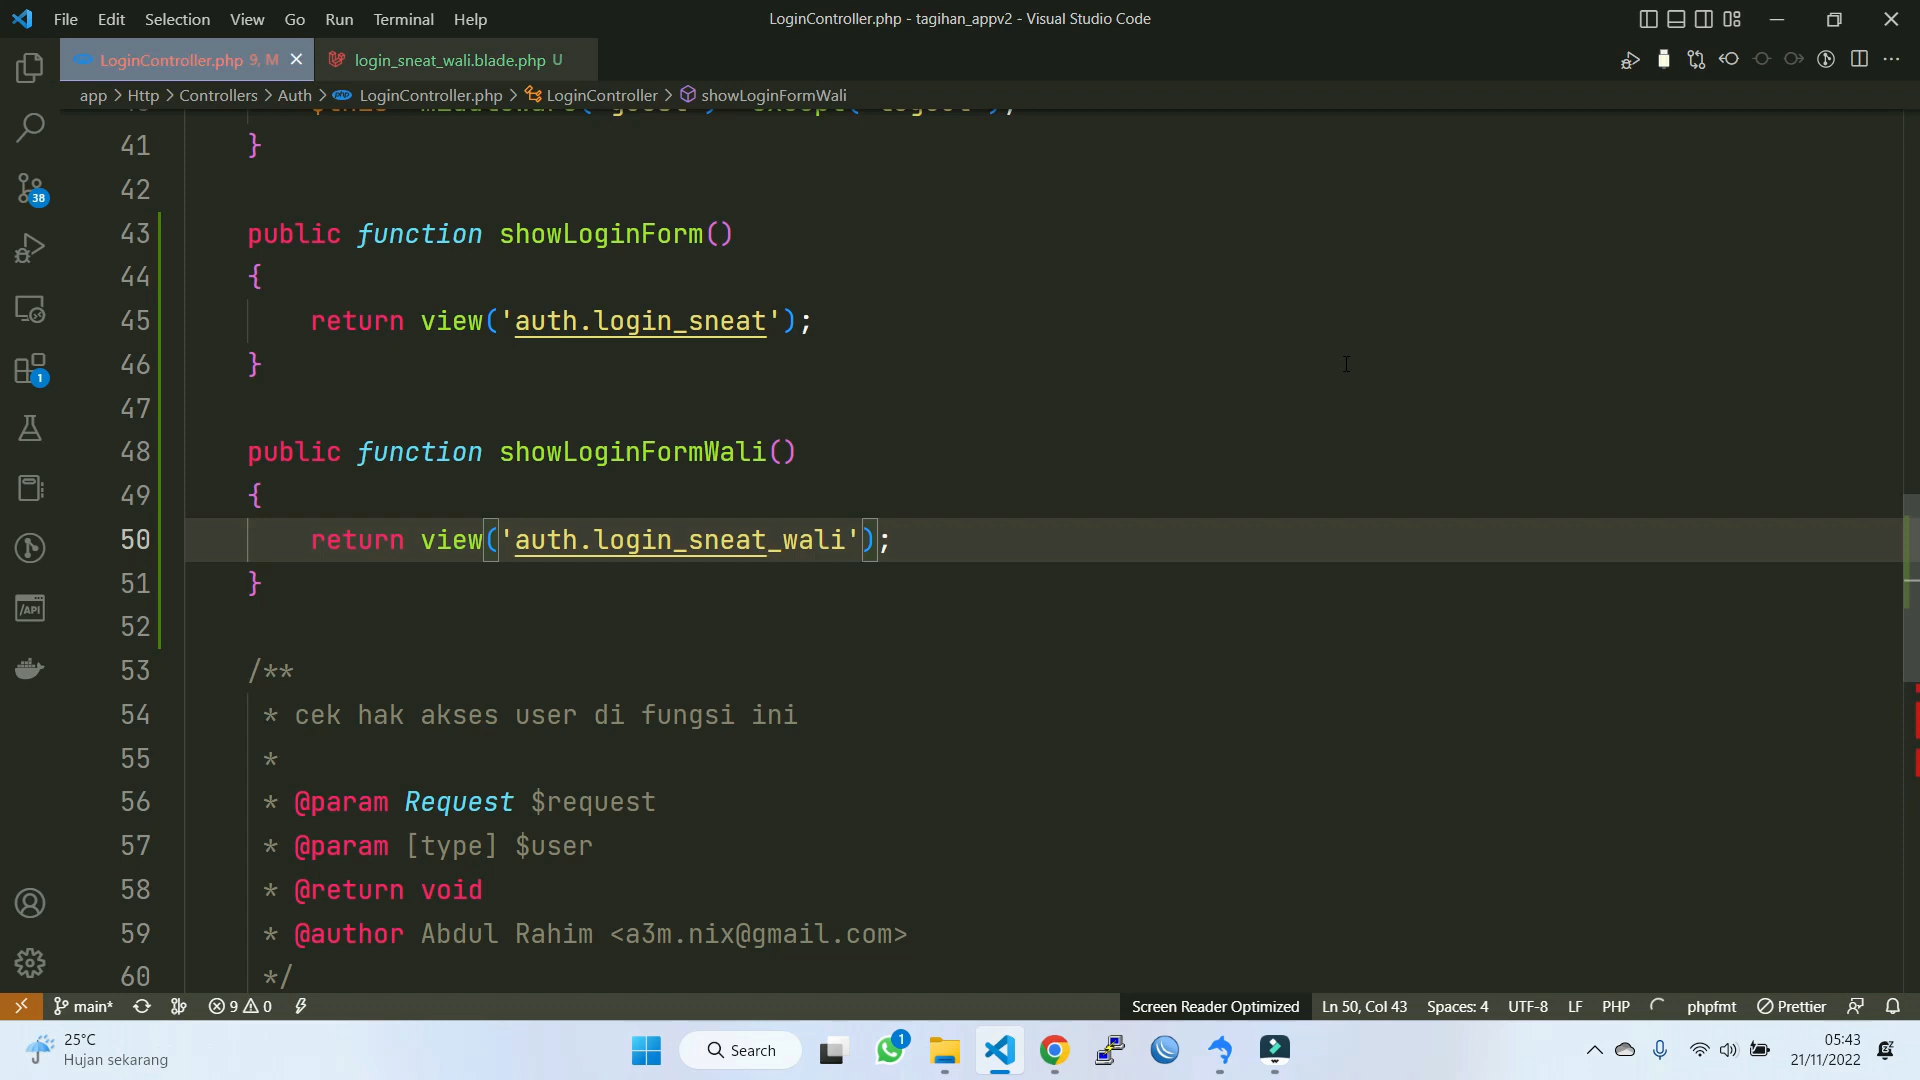 File Edit Selection View Go Run Terminal Help
LoginController.php - tagihan_appv2 - Visual Studio Code
LoginController.php 9, M
login_sneat_wali.blade.php U
app > Http > Controllers > Auth > LoginController.php > LoginController > showLoginFormWali
41 }
42
43 public function showLoginForm()
44 {
45 return view('auth.login_sneat');
46 }
47
48 public function showLoginFormWali()
49 {
50 return view('auth.login_sneat_wali');
51 }
52
53 /**
54 * cek hak akses user di fungsi ini
55 *
56 * @param Request $request
57 * @param [type] $user
58 * @return void
59 * @author Abdul Rahim <a3m.nix@gmail.com>
60 */
38
1
/API
main* 9 0 Screen Reader Optimized Ln 50, Col 43 Spaces: 4 UTF-8 LF PHP phpfmt Prettier
25°C
Hujan sekarang
Search
1
05:43
21/11/2022